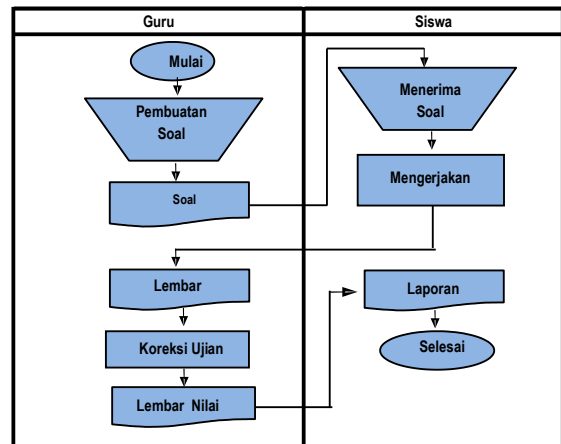 Guru
Siswa
Mulai
Pembuatan
Soal
Soal
Menerima
Soal
Mengerjakan
Lembar
Koreksi Ujian
Lembar Nilai
Laporan
Selesai